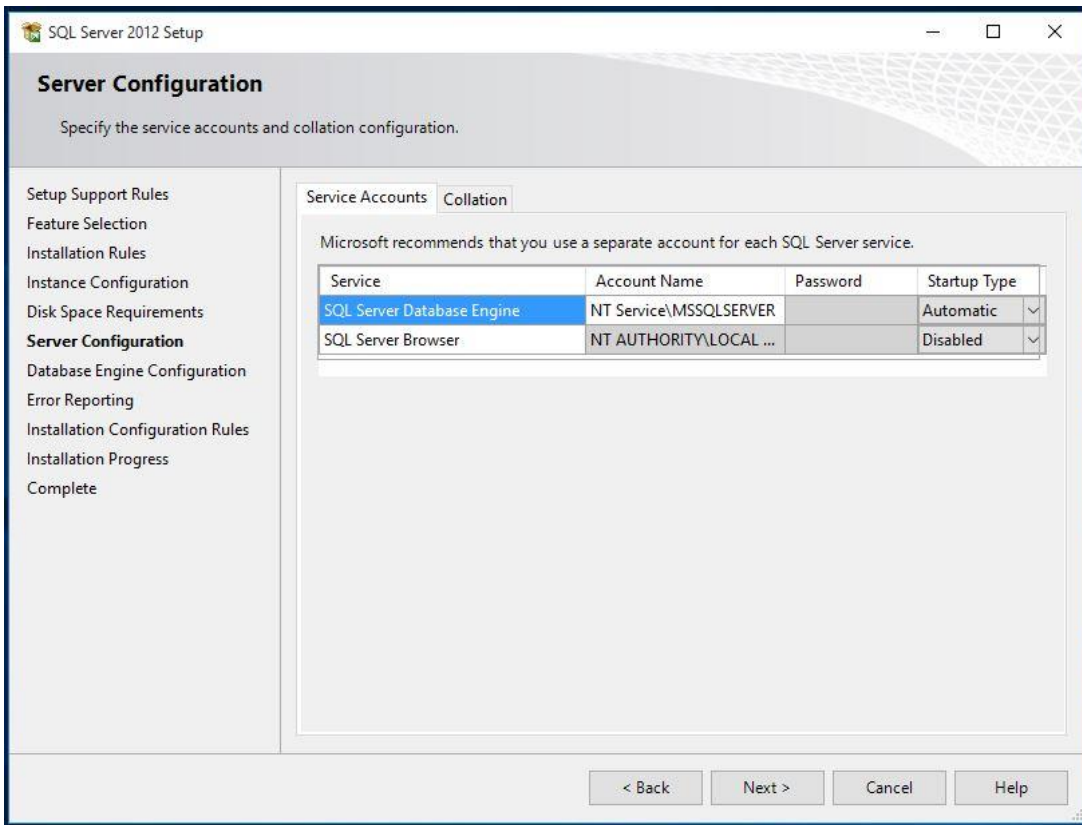 SQL Server 2012 Setup
Server Configuration
Specify the service accounts and collation configuration.
Setup Support Rules
Feature Selection
Installation Rules
Instance Configuration
Disk Space Requirements
Server Configuration
Database Engine Configuration
Error Reporting
Installation Configuration Rules
Installation Progress
Complete
Service Accounts Collation
Microsoft recommends that you use a separate account for each SQL Server service.
Service Account Name Password Startup Type
SQL Server Database Engine NT Service\MSSQLSERVER Automatic
SQL Server Browser NT AUTHORITY\LOCAL ... Disabled
< Back Next > Cancel Help